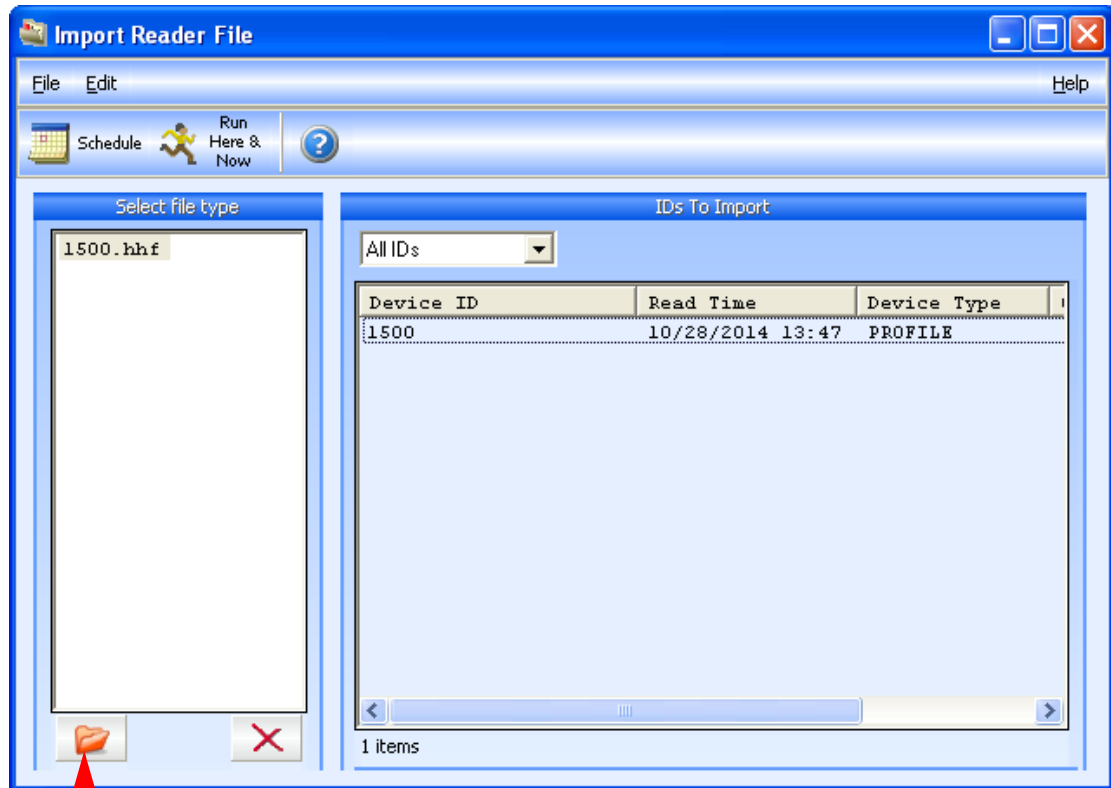 Import Reader File
File Edit Help
Schedule Run Here & Now
Select file type
1500.hhf
IDs To Import
All IDs
Device ID Read Time Device Type
1500 10/28/2014 13:47 PROFILE
1 items